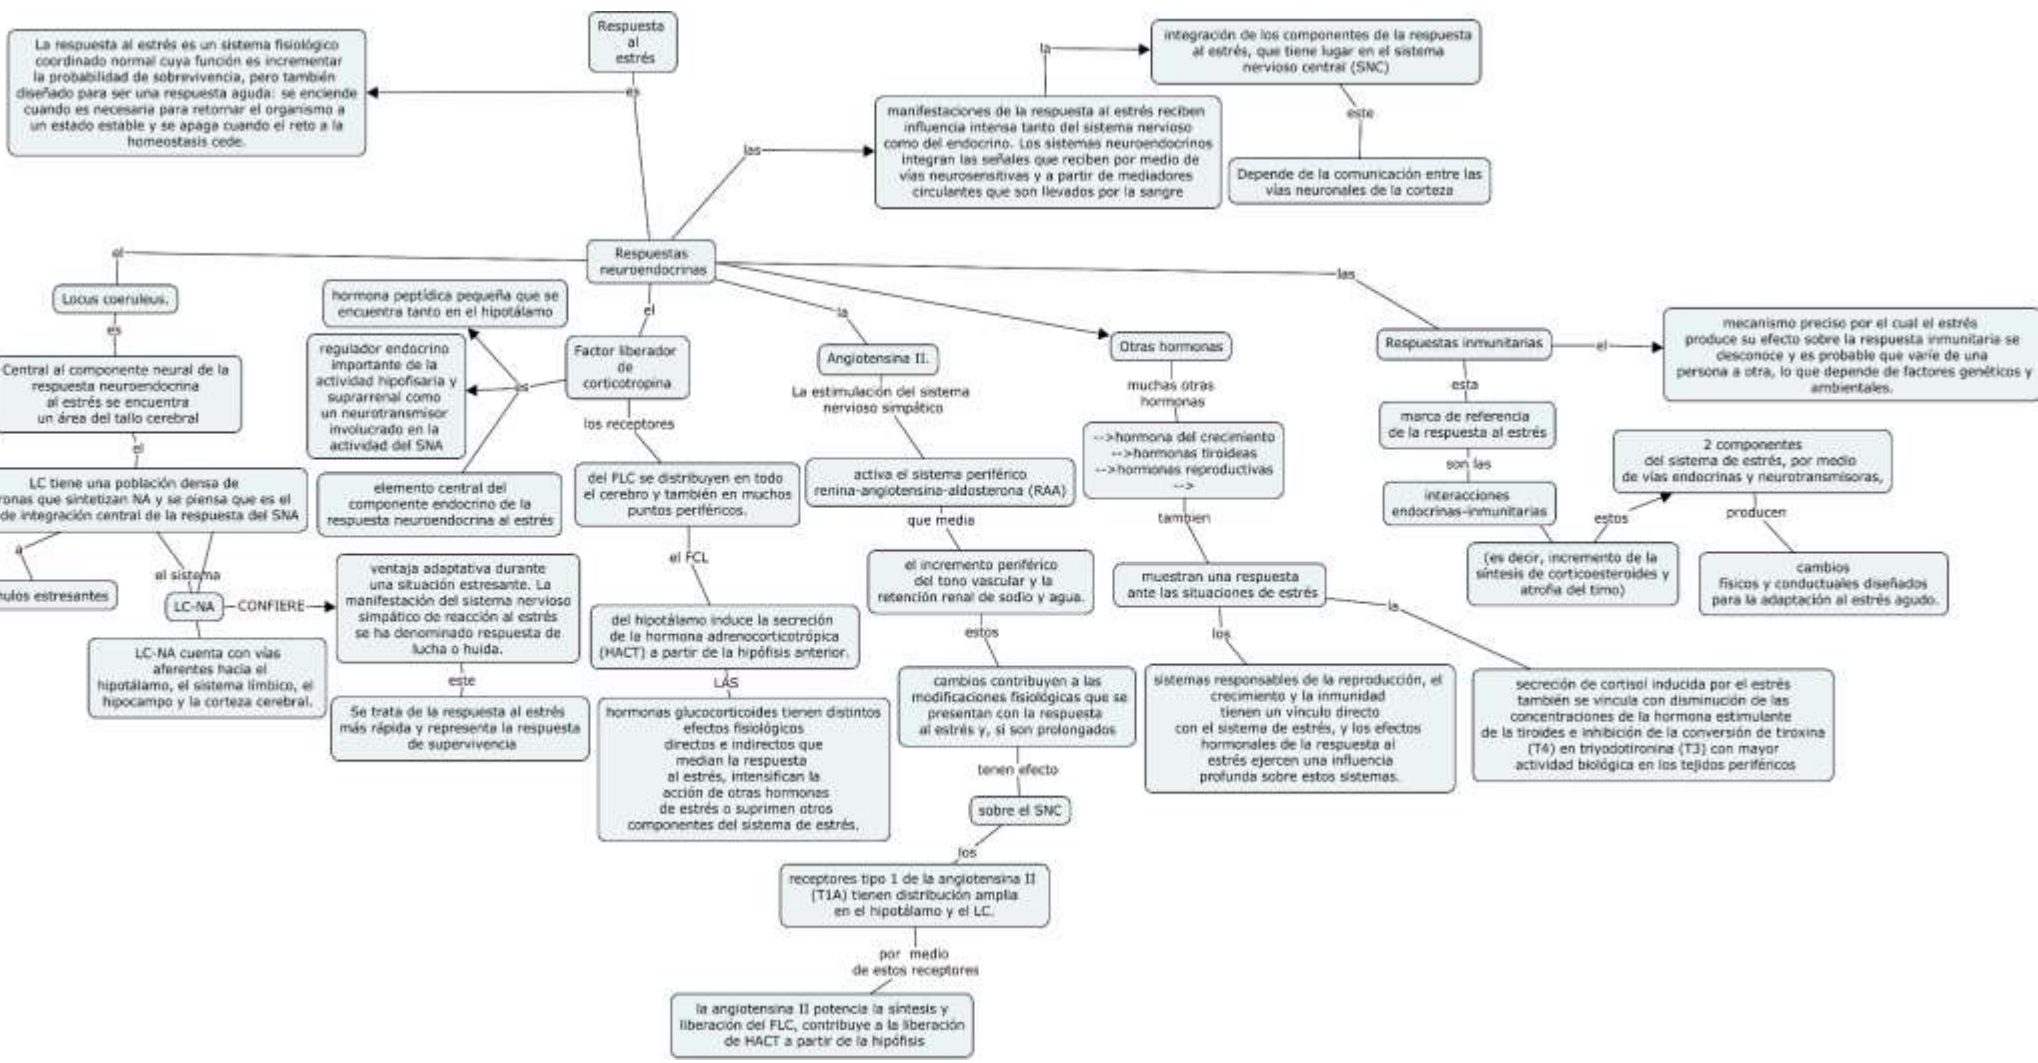 Respuesta
al
estrés
es
La respuesta al estrés es un sistema fisiológico
coordinado normal cuya función es incrementar
la probabilidad de sobrevivencia, pero también
diseñado para ser una respuesta aguda: se enciende
cuando es necesaria para retornar el organismo a
un estado estable y se apaga cuando el reto a la
homeostasis cede.
Respuestas
neuroendocrinas
las
manifestaciones de la respuesta al estrés reciben
influencia intensa tanto del sistema nervioso
como del endocrino. Los sistemas neuroendocrinos
integran las señales que reciben por medio de
vías neurosensitivas y a partir de mediadores
circulantes que son llevados por la sangre
la
integración de los componentes de la respuesta
al estrés, que tiene lugar en el sistema
nervioso central (SNC)
este
Depende de la comunicación entre las
vías neuronales de la corteza
el
Locus coeruleus.
es
Central al componente neural de la
respuesta neuroendocrina
al estrés se encuentra
un área del tallo cerebral
el
LC tiene una población densa de
ronas que sintetizan NA y se piensa que es el
de integración central de la respuesta del SNA
a
nulos estresantes
el sistema
LC-NA
CONFIERE
ventaja adaptativa durante
una situación estresante. La
manifestación del sistema nervioso
simpático de reacción al estrés
se ha denominado respuesta de
lucha o huida.
este
Se trata de la respuesta al estrés
más rápida y representa la respuesta
de supervivencia
LC-NA cuenta con vías
aferentes hacia el
hipotálamo, el sistema límbico, el
hipocampo y la corteza cerebral.
el
Factor liberador
de
corticotropina
es
hormona peptídica pequeña que se
encuentra tanto en el hipotálamo
regulador endocrino
importante de la
actividad hipofisaria y
suprarrenal como
un neurotransmisor
involucrado en la
actividad del SNA
elemento central del
componente endocrino de la
respuesta neuroendocrina al estrés
los receptores
del FLC se distribuyen en todo
el cerebro y también en muchos
puntos periféricos.
el FCL
del hipotálamo induce la secreción
de la hormona adrenocorticotrópica
(HACT) a partir de la hipófisis anterior.
LAS
hormonas glucocorticoides tienen distintos
efectos fisiológicos
directos e indirectos que
median la respuesta
al estrés, intensifican la
acción de otras hormonas
de estrés o suprimen otros
componentes del sistema de estrés.
la
Angiotensina II.
La estimulación del sistema
nervioso simpático
activa el sistema periférico
renina-angiotensina-aldosterona (RAA)
que media
el incremento periférico
del tono vascular y la
retención renal de sodio y agua.
estos
cambios contribuyen a las
modificaciones fisiológicas que se
presentan con la respuesta
al estrés y, si son prolongados
tenen efecto
sobre el SNC
los
receptores tipo 1 de la angiotensina II
(T1A) tienen distribución amplia
en el hipotálamo y el LC.
por medio
de estos receptores
la angiotensina II potencia la síntesis y
liberación del FLC, contribuye a la liberación
de HACT a partir de la hipófisis
Otras hormonas
muchas otras
hormonas
-->hormona del crecimiento
-->hormonas tiroideas
-->hormonas reproductivas
-->
tambien
muestran una respuesta
ante las situaciones de estrés
los
sistemas responsables de la reproducción, el
crecimiento y la inmunidad
tienen un vínculo directo
con el sistema de estrés, y los efectos
hormonales de la respuesta al
estrés ejercen una influencia
profunda sobre estos sistemas.
la
secreción de cortisol inducida por el estrés
también se vincula con disminución de las
concentraciones de la hormona estimulante
de la tiroides e inhibición de la conversión de tiroxina
(T4) en triyodotironina (T3) con mayor
actividad biológica en los tejidos periféricos
las
Respuestas inmunitarias
el
mecanismo preciso por el cual el estrés
produce su efecto sobre la respuesta inmunitaria se
desconoce y es probable que varíe de una
persona a otra, lo que depende de factores genéticos y
ambientales.
esta
marca de referencia
de la respuesta al estrés
son las
interacciones
endocrinas-inmunitarias
(es decir, incremento de la
síntesis de corticoesteroides y
atrofia del timo)
estos
2 componentes
del sistema de estrés, por medio
de vías endocrinas y neurotransmisoras,
producen
cambios
físicos y conductuales diseñados
para la adaptación al estrés agudo.